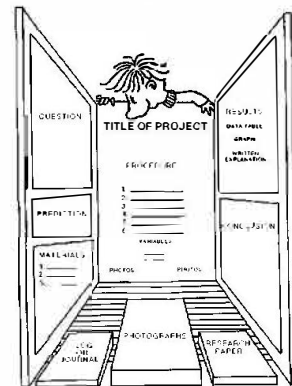 QUESTION
PREDICTION
MATERIALS
1.
2.
3.
TITLE OF PROJECT
PROCEDURE
1.
2.
3.
4.
5.
6.
VARIABLES
PHOTOS
PHOTOS
RESULTS
DATA TABLE
GRAPH
WRITTEN
EXPLANATION
CONCLUSION
LOG
OR
JOURNAL
PHOTOGRAPHS
RESEARCH
PAPER